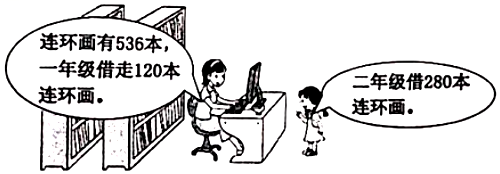 连环画有536本，
一年级借走120本
连环画。
二年级借280本
连环画。